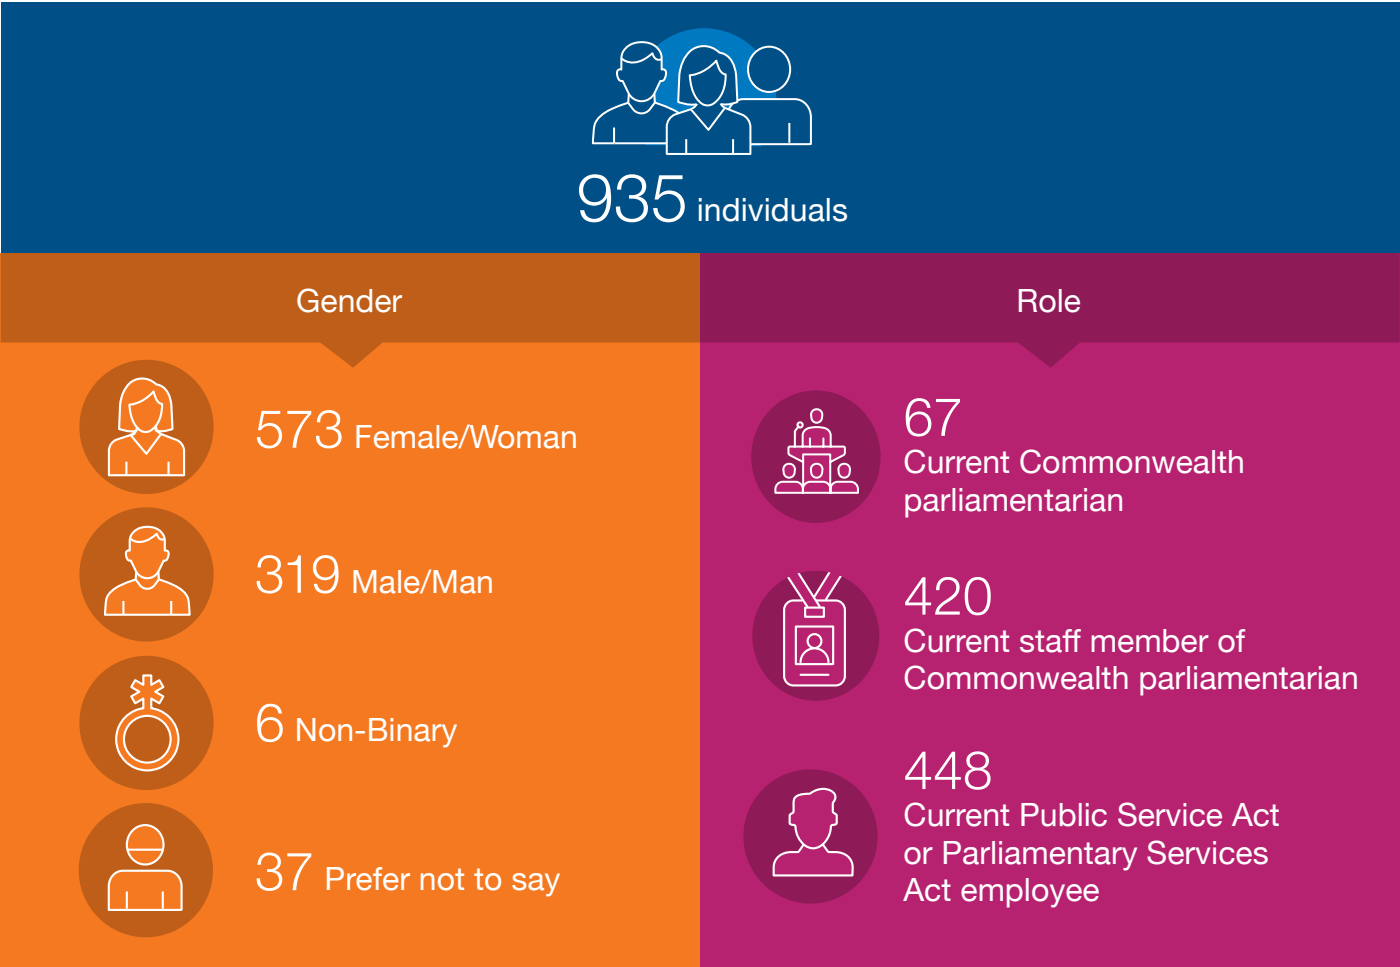 935 individuals
Gender
573 Female/Woman
319 Male/Man
6 Non-Binary
37 Prefer not to say
Role
67
Current Commonwealth
parliamentarian
420
Current staff member of
Commonwealth parliamentarian
448
Current Public Service Act
or Parliamentary Services
Act employee